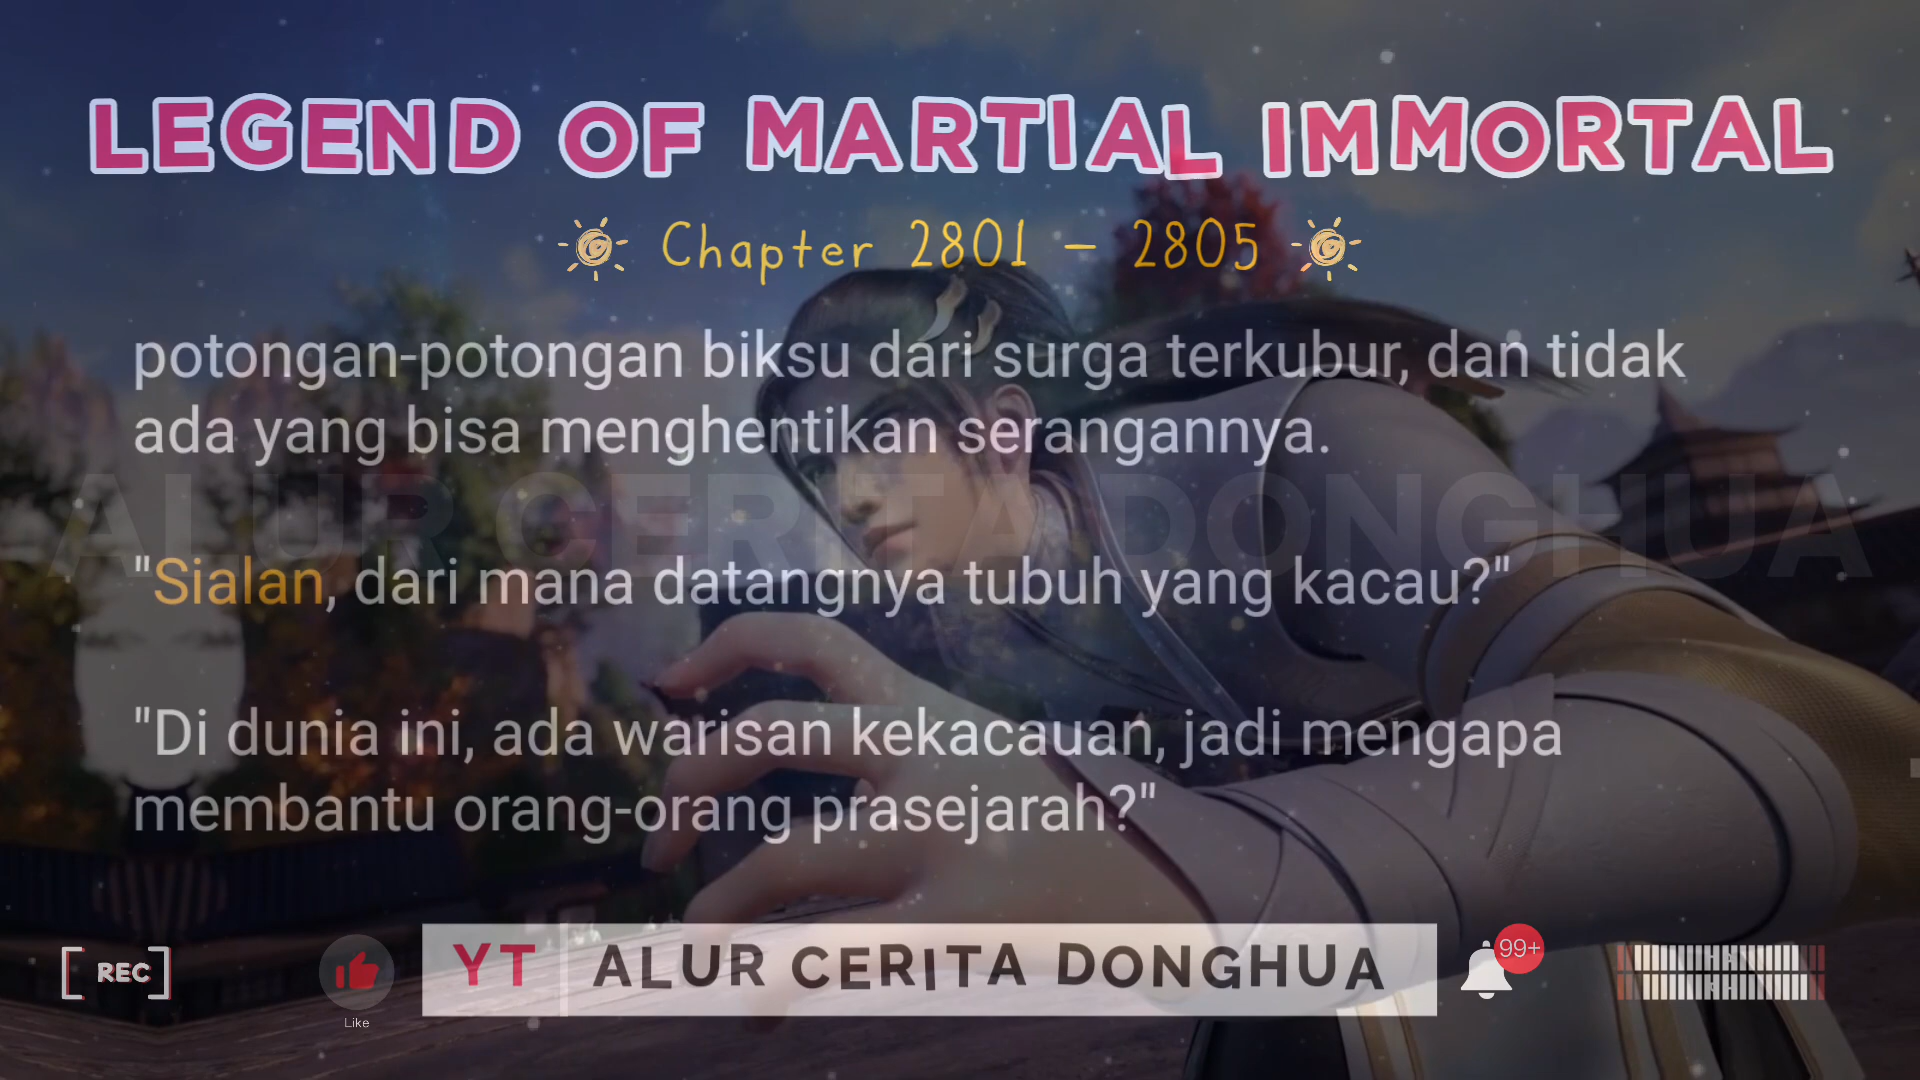 LEGEND OF MARTIAL IMMORTAL
Chapter 2801 – 2805
potongan-potongan biksu dari surga terkubur, dan tidak
ada yang bisa menghentikan serangannya.
ALUR CERITA DONGHUA
"Sialan, dari mana datangnya tubuh yang kacau?"
"Di dunia ini, ada warisan kekacauan, jadi mengapa
membantu orang-orang prasejarah?"
REC
Like
YT ALUR CERITA DONGHUA
99+